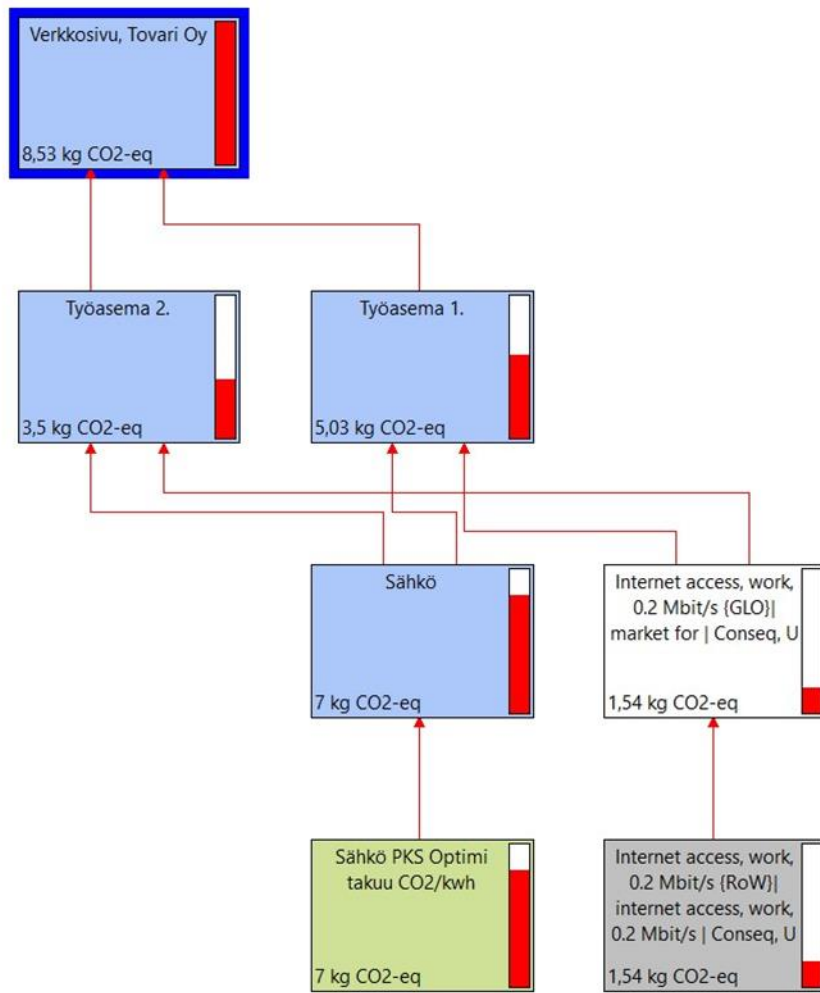 Verkkosivu, Tovari Oy
8,53 kg CO2-eq
Työasema 2.
3,5 kg CO2-eq
Työasema 1.
5,03 kg CO2-eq
Sähkö
7 kg CO2-eq
Internet access, work,
0.2 Mbit/s {GLO}|
market for | Conseq, U
1,54 kg CO2-eq
Sähkö PKS Optimi
takuu CO2/kwh
7 kg CO2-eq
Internet access, work,
0.2 Mbit/s {RoW}|
internet access, work,
0.2 Mbit/s | Conseq, U
1,54 kg CO2-eq